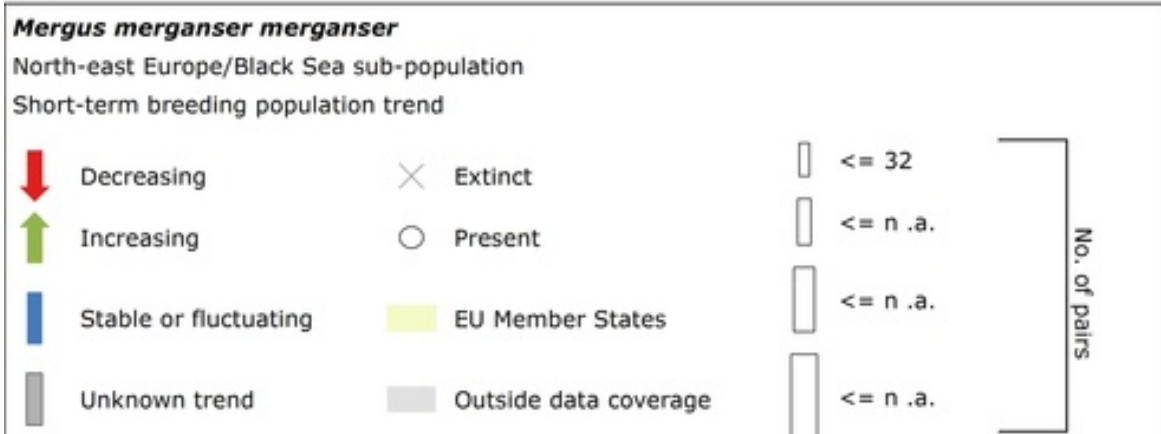 Mergus merganser merganser
North-east Europe/Black Sea sub-population
Short-term breeding population trend
Decreasing
Extinct
<= 32
Increasing
Present
<= n .a.
Stable or fluctuating
EU Member States
<= n .a.
Unknown trend
Outside data coverage
<= n .a.
No. of pairs